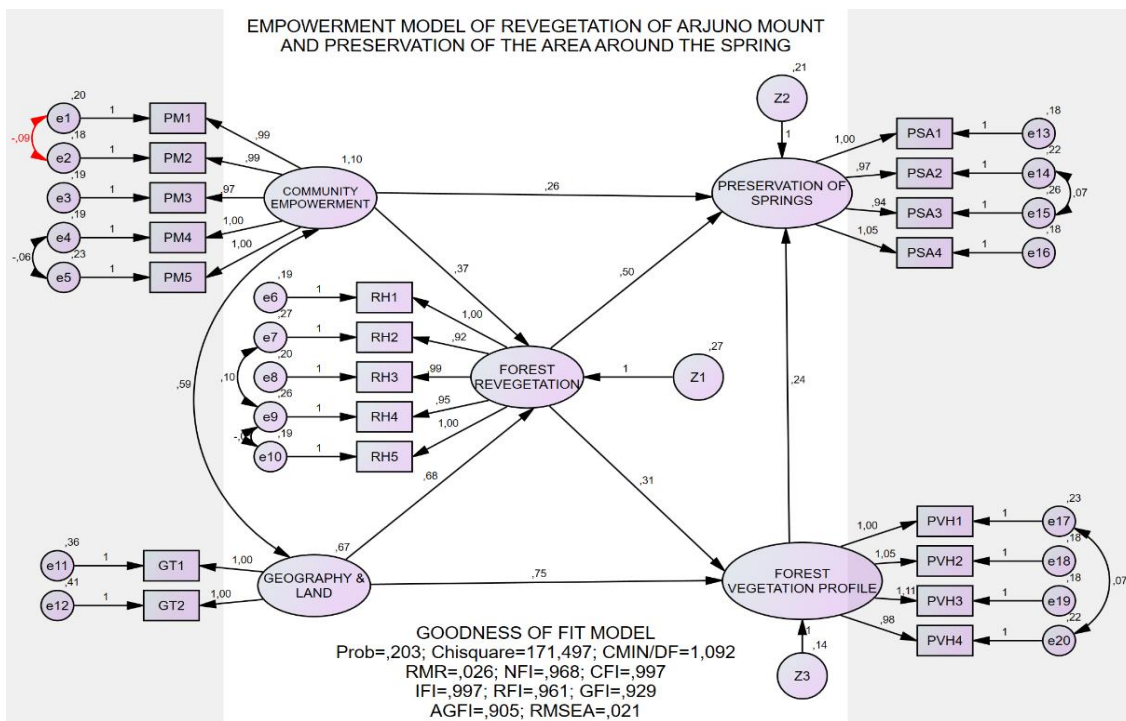 EMPOWERMENT MODEL OF REVEGETATION OF ARJUNO MOUNT
AND PRESERVATION OF THE AREA AROUND THE SPRING
,20
e1
1
PM1
,99
-,09
,18
e2
1
PM2
,99
,19
e3
1
PM3
,97
,19
e4
1
PM4
1,00
-,06
,23
e5
1
PM5
1,00
1,10
COMMUNITY
EMPOWERMENT
,26
,37
,59
,21
Z2
1
PRESERVATION OF
SPRINGS
1,00
PSA1
1
,18
e13
,97
PSA2
1
,22
e14
,94
PSA3
1
,26
e15
,07
1,05
PSA4
1
,18
e16
,50
,24
,19
e6
1
RH1
1,00
,27
e7
1
RH2
,92
,20
e8
1
RH3
,99
,10
,26
e9
1
RH4
,95
,19
e10
1
RH5
1,00
FOREST
REVEGETATION
1
,27
Z1
,68
,31
,36
e11
1
GT1
1,00
,41
e12
1
GT2
1,00
,67
GEOGRAPHY &
LAND
,75
FOREST
VEGETATION PROFILE
1,00
PVH1
1
,23
e17
1,05
PVH2
1
,18
e18
1,11
PVH3
1
,18
e19
,98
PVH4
1
,22
e20
,07
1
,14
Z3
GOODNESS OF FIT MODEL
Prob=,203; Chisquare=171,497; CMIN/DF=1,092
RMR=,026; NFI=,968; CFI=,997
IFI=,997; RFI=,961; GFI=,929
AGFI=,905; RMSEA=,021